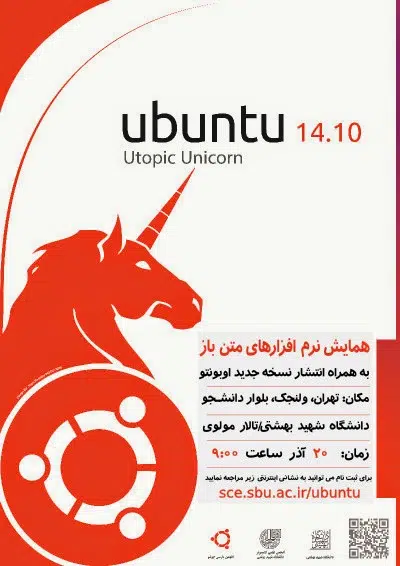 ubuntu 14.10
Utopic Unicorn
همایش نرم افزارهای متن باز
به همراه انتشار نسخه جدید اوبونتو
مکان: تهران، ولنجک، بلوار دانشجو
دانشگاه شهید بهشتی/تالار مولوی
زمان: ۲۰ آذر ساعت ۹:۰۰
برای ثبت نام می توانید به نشانی اینترنتی زیر مراجعه نمایید
sce.sbu.ac.ir/ubuntu